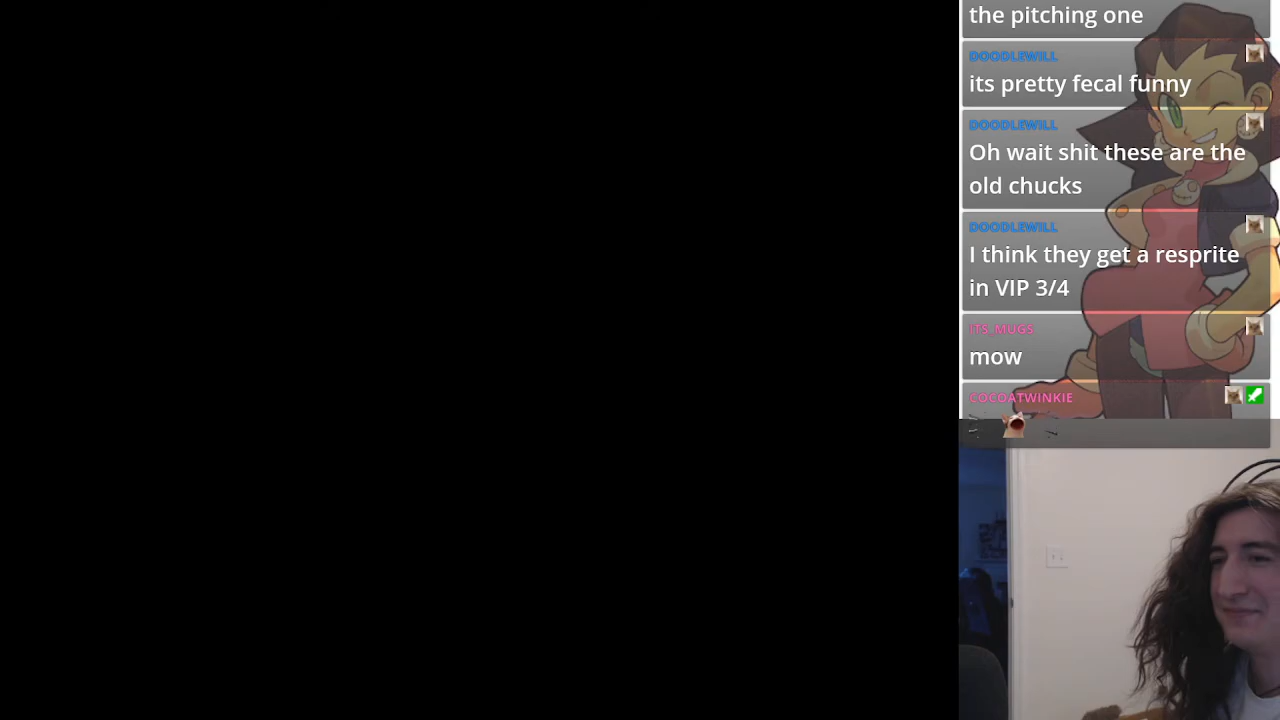 the pitching one
DOODLEWILL
its pretty fecal funny
DOODLEWILL
Oh wait shit these are the
old chucks
DOODLEWILL
I think they get a resprite
in VIP 3/4
ITS_MUGS
mow
COCOATWINKIE